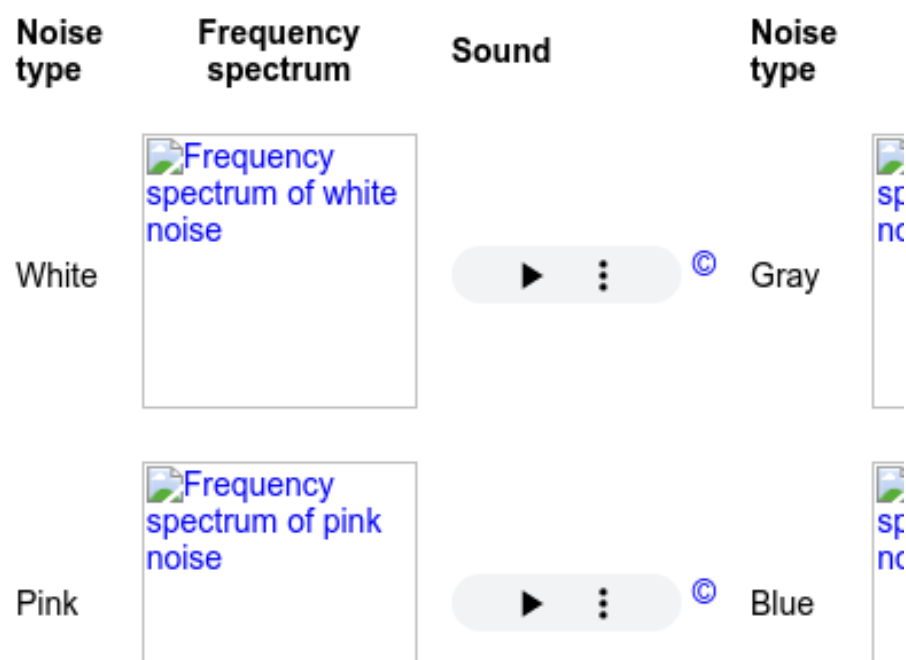 Noise type
Frequency spectrum
Sound
Noise type
White
Frequency
spectrum of white
noise
©
Gray
Pink
Frequency
spectrum of pink
noise
©
Blue